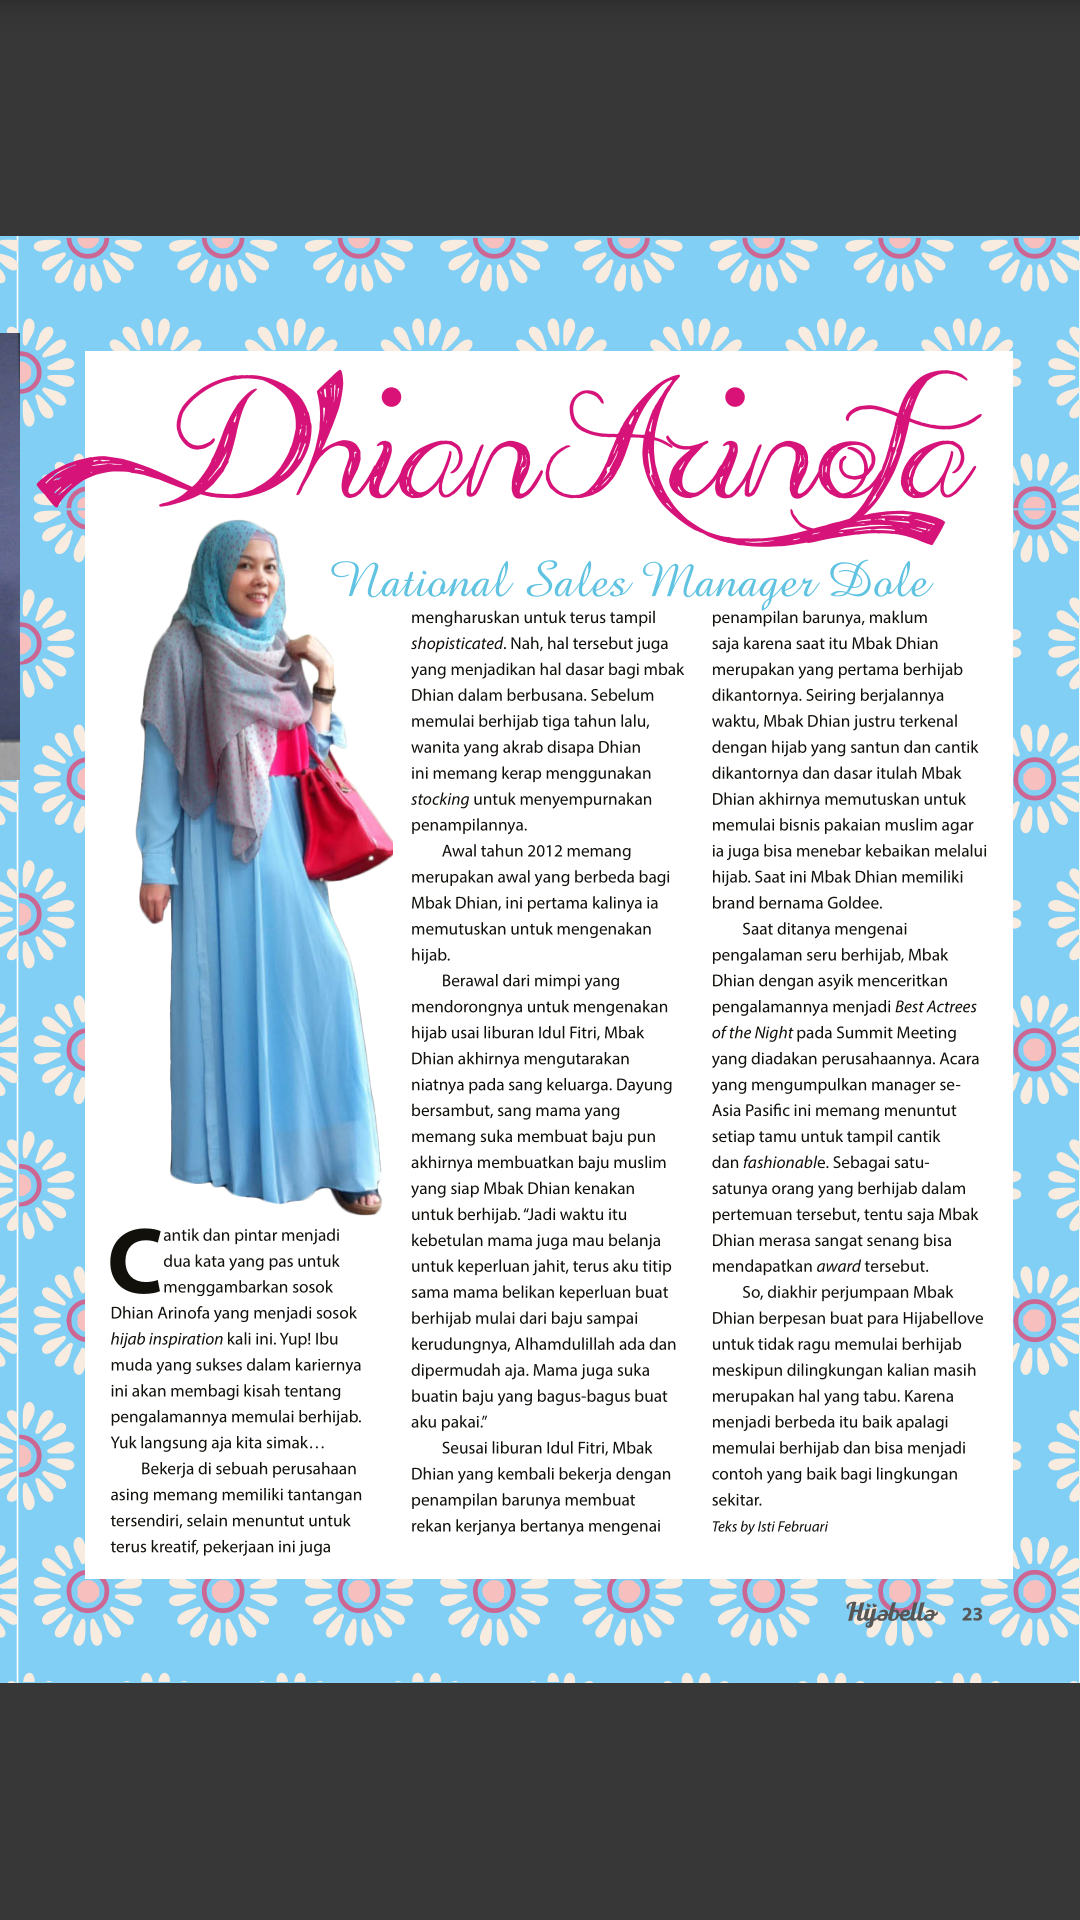 Dhian Arinofa
National Sales Manager Dole
Cantik dan pintar menjadi
dua kata yang pas untuk
menggambarkan sosok
Dhian Arinofa yang menjadi sosok
hijab inspiration kali ini. Yup! Ibu
muda yang sukses dalam kariernya
ini akan membagi kisah tentang
pengalamannya memulai berhijab.
Yuk langsung aja kita simak…
Bekerja di sebuah perusahaan
asing memang memiliki tantangan
tersendiri, selain menuntut untuk
terus kreatif, pekerjaan ini juga
mengharuskan untuk terus tampil
shopisticated. Nah, hal tersebut juga
yang menjadikan hal dasar bagi mbak
Dhian dalam berbusana. Sebelum
memulai berhijab tiga tahun lalu,
wanita yang akrab disapa Dhian
ini memang kerap menggunakan
stocking untuk menyempurnakan
penampilannya.
Awal tahun 2012 memang
merupakan awal yang berbeda bagi
Mbak Dhian, ini pertama kalinya ia
memutuskan untuk mengenakan
hijab.
Berawal dari mimpi yang
mendorongnya untuk mengenakan
hijab usai liburan Idul Fitri, Mbak
Dhian akhirnya mengutarakan
niatnya pada sang keluarga. Dayung
bersambut, sang mama yang
memang suka membuat baju pun
akhirnya membuatkan baju muslim
yang siap Mbak Dhian kenakan
untuk berhijab. “Jadi waktu itu
kebetulan mama juga mau belanja
untuk keperluan jahit, terus aku titip
sama mama belikan keperluan buat
berhijab mulai dari baju sampai
kerudungnya, Alhamdulillah ada dan
dipermudah aja. Mama juga suka
buatin baju yang bagus-bagus buat
aku pakai.”
Seusai liburan Idul Fitri, Mbak
Dhian yang kembali bekerja dengan
penampilan barunya membuat
rekan kerjanya bertanya mengenai
penampilan barunya, maklum
saja karena saat itu Mbak Dhian
merupakan yang pertama berhijab
dikantornya. Seiring berjalannya
waktu, Mbak Dhian justru terkenal
dengan hijab yang santun dan cantik
dikantornya dan dasar itulah Mbak
Dhian akhirnya memutuskan untuk
memulai bisnis pakaian muslim agar
ia juga bisa menebar kebaikan melalui
hijab. Saat ini Mbak Dhian memiliki
brand bernama Goldee.
Saat ditanya mengenai
pengalaman seru berhijab, Mbak
Dhian dengan asyik menceritkan
pengalamannya menjadi Best Actrees
of the Night pada Summit Meeting
yang diadakan perusahaannya. Acara
yang mengumpulkan manager se-
Asia Pasific ini memang menuntut
setiap tamu untuk tampil cantik
dan fashionable. Sebagai satu-
satunya orang yang berhijab dalam
pertemuan tersebut, tentu saja Mbak
Dhian merasa sangat senang bisa
mendapatkan award tersebut.
So, diakhir perjumpaan Mbak
Dhian berpesan buat para Hijabellove
untuk tidak ragu memulai berhijab
meskipun dilingkungan kalian masih
merupakan hal yang tabu. Karena
menjadi berbeda itu baik apalagi
memulai berhijab dan bisa menjadi
contoh yang baik bagi lingkungan
sekitar.
Teks by Isti Februari
Hijabella 23